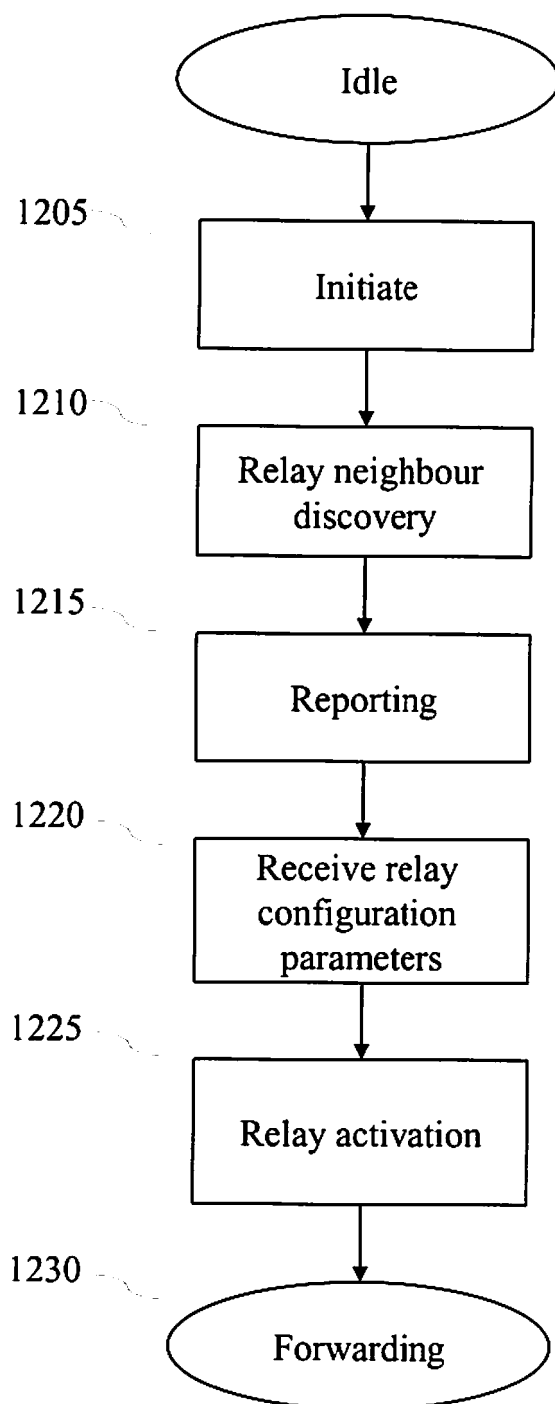 Idle
1205
Initiate
1210
Relay neighbour
discovery
1215
Reporting
1220
Receive relay
configuration
parameters
1225
Relay activation
1230
Forwarding